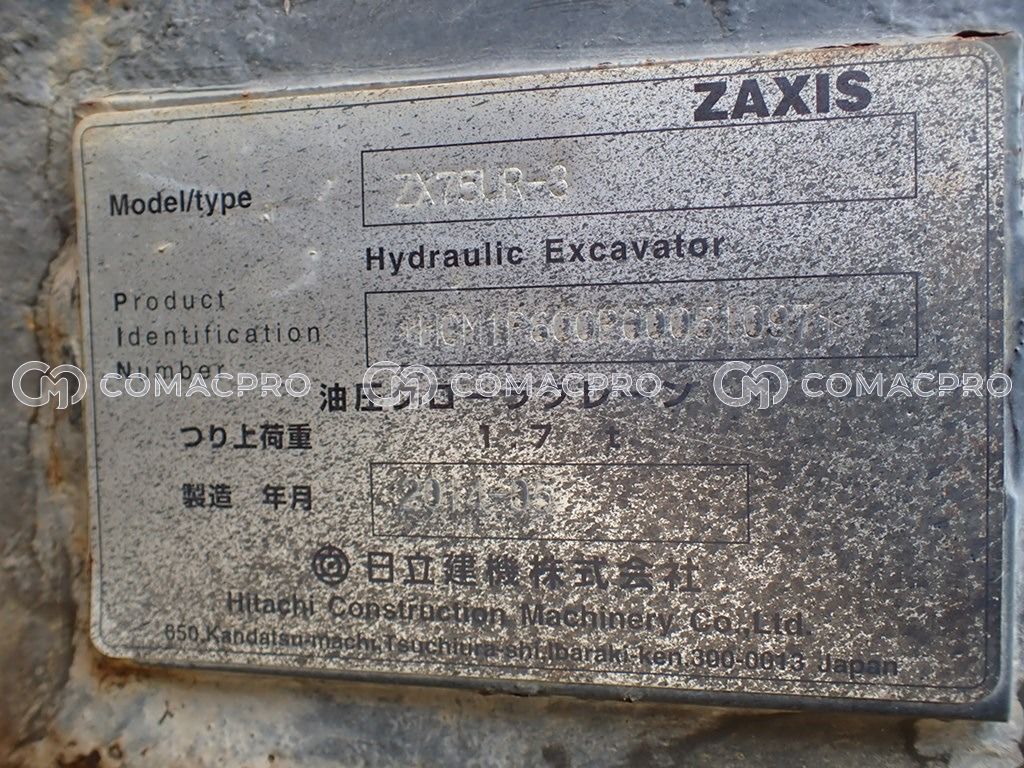 ZAXIS
Model/type ZX75UR-3
Hydraulic Excavator
Product
Identification
Number
COMACPRO COMACPRO COMACPRO
油圧クローラクレーン
つり上荷重 1.7 t
製造 年月
日立建機株式会社
Hitachi Construction Machinery Co.,Ltd.
650,Kandatsu-machi,Tsuchiura-shi,Ibaraki-ken,300-0013 Japan